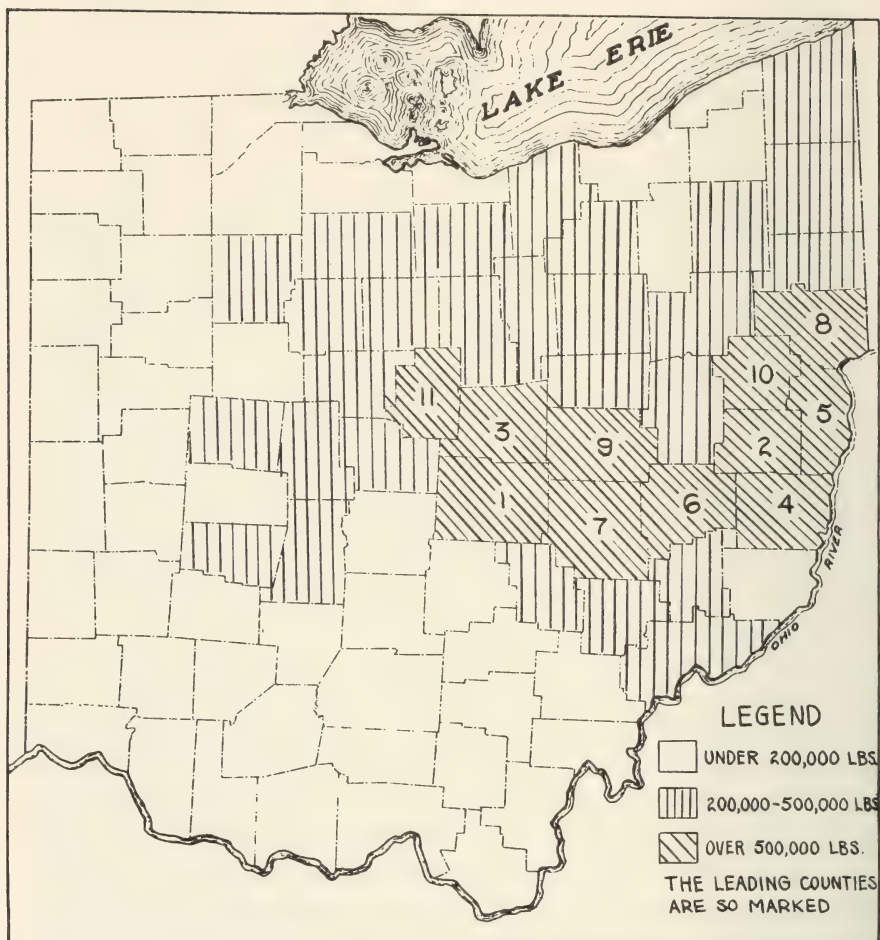 LAKE ERIE
8
10
11
5
3
9
2
1
6
4
7
OHIO RIVER
LEGEND
UNDER 200,000 LBS.
200,000-500,000 LBS
OVER 500,000 LBS.
THE LEADING COUNTIES
ARE SO MARKED